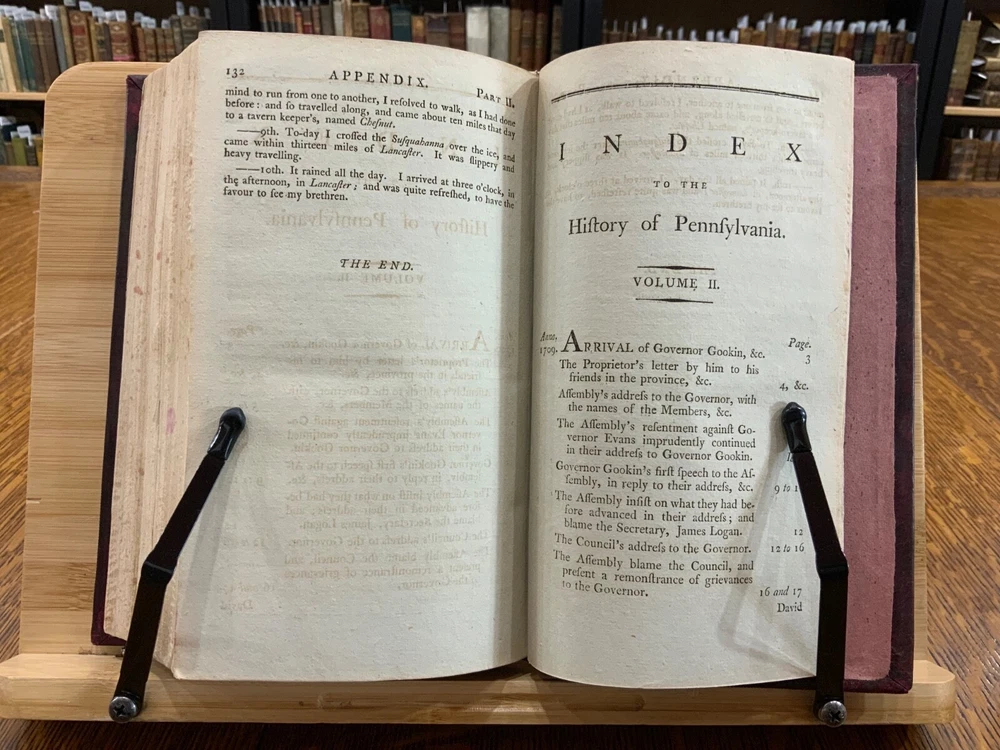 132 APPENDIX. PART II.
mind to run from one to another, I reſolved to walk, as I had done
before: and ſo travelled along, and came about ten miles that day
to a tavern keeper's, named Cheſnut.
——9th. To-day I croſſed the Suſquahanna over the ice, and
came within thirteen miles of Lancaſter. It was ſlippery and
heavy travelling.
——10th. It rained all the day. I arrived at three o'clock, in
the afternoon, in Lancaſter; and was quite refreſhed, to have the
favour to ſee my brethren.
THE END.
INDEX
TO THE
Hiſtory of Pennſylvania.
VOLUME II.
Anno, Page.
1709. ARRIVAL of Governor Gookin, &c. 3
The Proprietor's letter by him to his
friends in the province, &c. 4, &c.
Aſſembly's addreſs to the Governor, with
the names of the Members, &c.
The Aſſembly's reſentment againſt Go-
vernor Evans imprudently continued
in their addreſs to Governor Gookin.
Governor Gookin's firſt ſpeech to the Aſ-
ſembly, in reply to their addreſs, &c. 9 to
The Aſſembly inſiſt on what they had be-
fore advanced in their addreſs; and
blame the Secretary, James Logan. 12
The Council's addreſs to the Governor. 12 to 16
The Aſſembly blame the Council, and
preſent a remonſtrance of grievances
to the Governor. 16 and 17
David